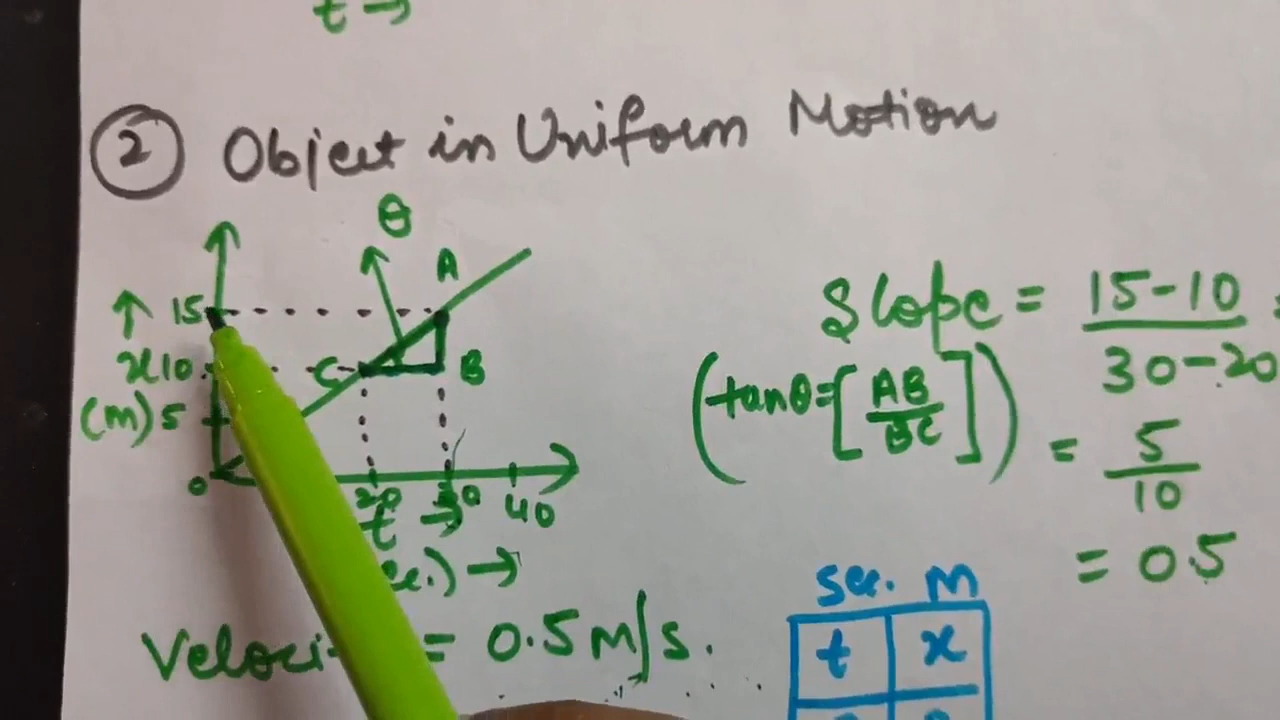 t →
② Object in Uniform Motion
θ
A
↑ 15
x 10
C
B
(m) 5
0
20 30 40
t →
→
Slope = 15-10 / 30-20
(tanθ = [AB/BC])
= 5/10
= 0.5
= 0.5 m/s.
sec. M
t x